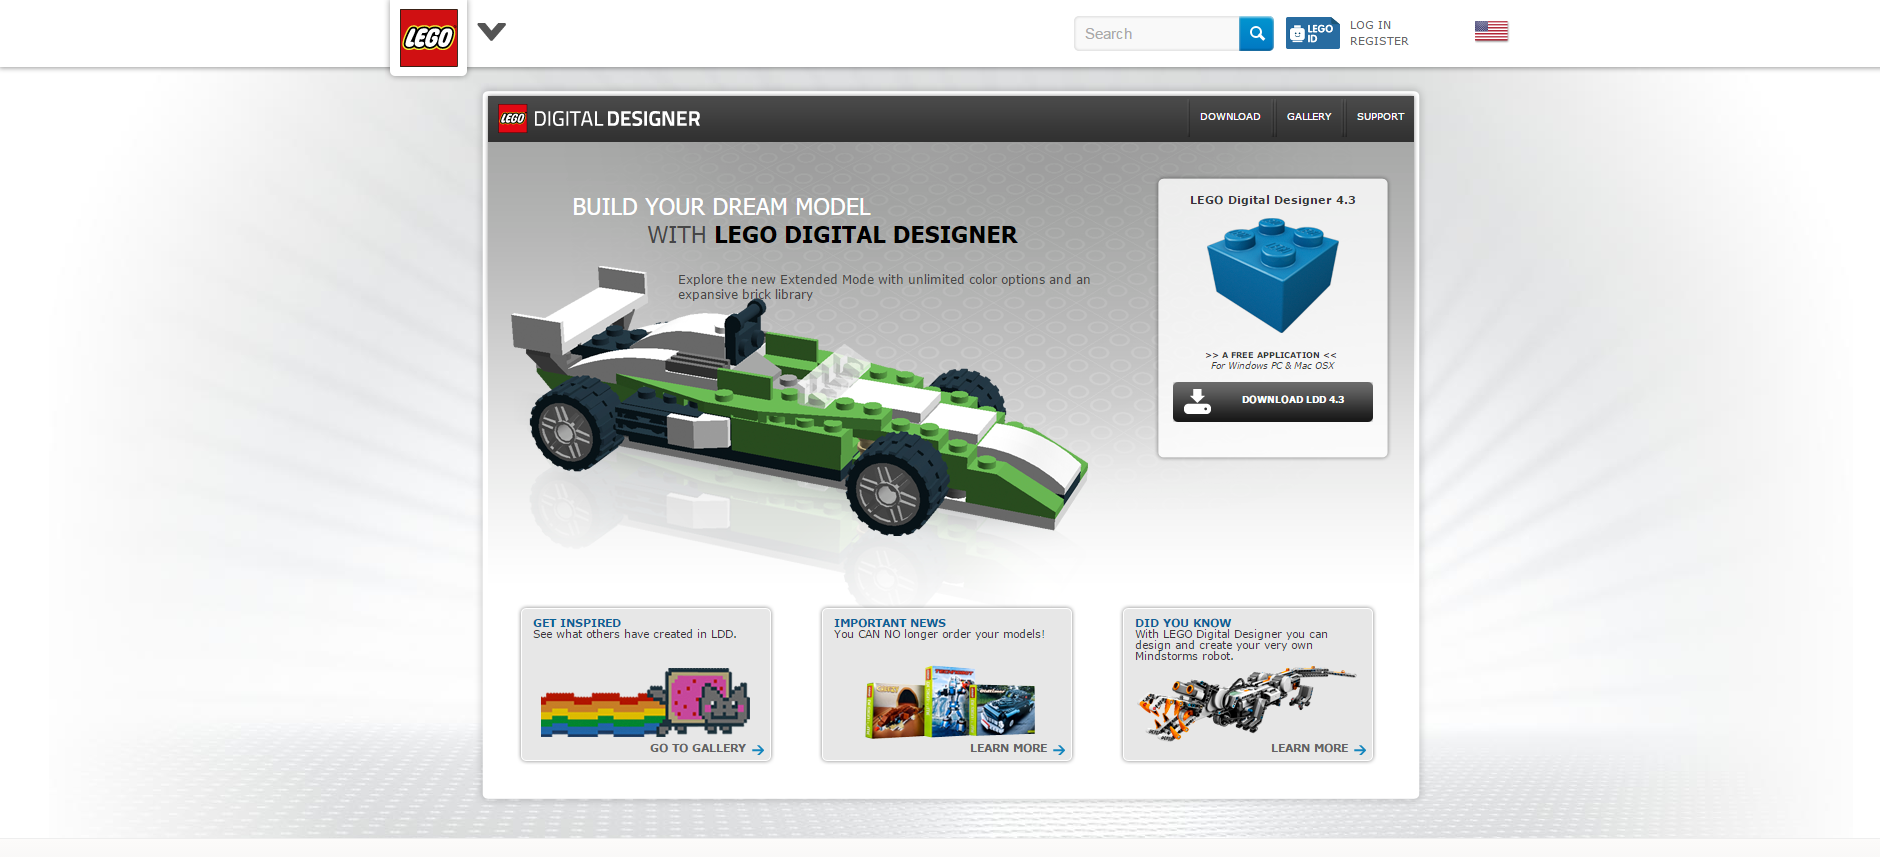 LEGO
Search
LEGO
ID
LOG IN
REGISTER
LEGO DIGITAL DESIGNER
DOWNLOAD
GALLERY
SUPPORT
BUILD YOUR DREAM MODEL
WITH LEGO DIGITAL DESIGNER
Explore the new Extended Mode with unlimited color options and an
expansive brick library
LEGO Digital Designer 4.3
>> A FREE APPLICATION <<
For Windows PC & Mac OSX
DOWNLOAD LDD 4.3
GET INSPIRED
See what others have created in LDD.
GO TO GALLERY
IMPORTANT NEWS
You CAN NO longer order your models!
LEARN MORE
DID YOU KNOW
With LEGO Digital Designer you can
design and create your very own
Mindstorms robot.
LEARN MORE